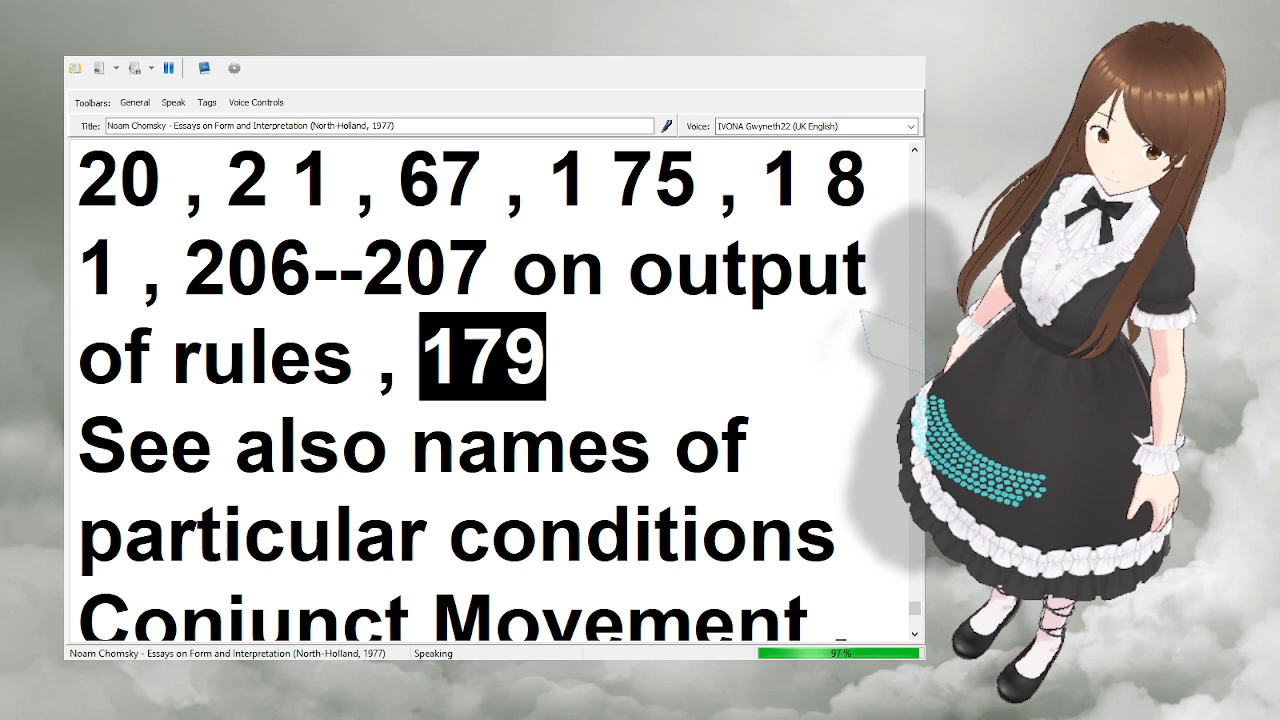 Toolbars: General Speak Tags Voice Controls
Title: Noam Chomsky - Essays on Form and Interpretation (North-Holland, 1977) Voice: IVONA Gwyneth22 (UK English)
20 , 2 1 , 67 , 1 75 , 1 8
1 , 206--207 on output
of rules , 179
See also names of
particular conditions
Conjunct Movement ,
Noam Chomsky - Essays on Form and Interpretation (North-Holland, 1977) Speaking 97 %